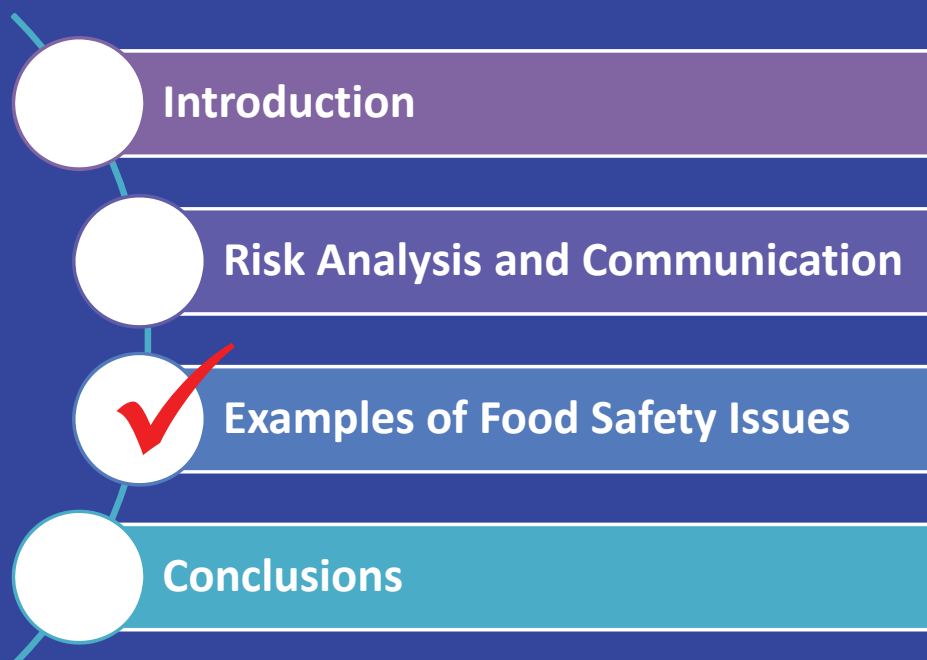 Introduction
Risk Analysis and Communication
Examples of Food Safety Issues
Conclusions